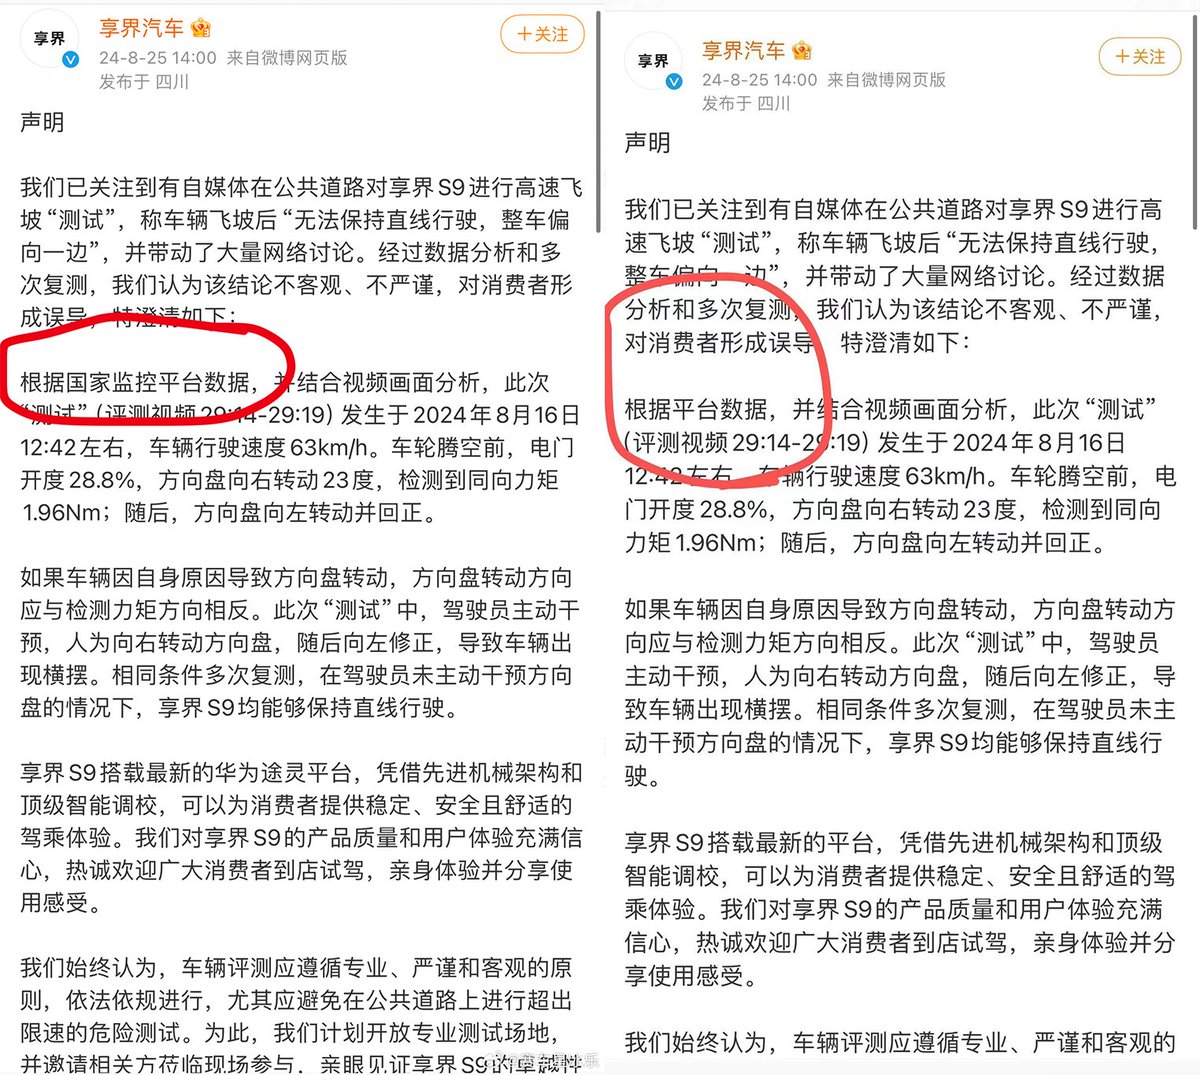 享界
享界汽车
+关注
24-8-25 14:00 来自微博网页版
发布于 四川
声明
我们已关注到有自媒体在公共道路对享界S9进行高速飞
坡“测试”，称车辆飞坡后“无法保持直线行驶，整车偏
向一边”，并带动了大量网络讨论。经过数据分析和多
次复测，我们认为该结论不客观、不严谨，对消费者形
成误导，特澄清如下：
根据国家监控平台数据，并结合视频画面分析，此次
“测试”(评测视频29:14-29:19) 发生于2024年8月16日
12:42左右，车辆行驶速度63km/h。车轮腾空前，电门
开度28.8%，方向盘向右转动23度，检测到同向力矩
1.96Nm；随后，方向盘向左转动并回正。
如果车辆因自身原因导致方向盘转动，方向盘转动方向
应与检测力矩方向相反。此次“测试”中，驾驶员主动干
预，人为向右转动方向盘，随后向左修正，导致车辆出
现横摆。相同条件多次复测，在驾驶员未主动干预方向
盘的情况下，享界S9均能够保持直线行驶。
享界S9搭载最新的华为途灵平台，凭借先进机械架构和
顶级智能调校，可以为消费者提供稳定、安全且舒适的
驾乘体验。我们对享界S9的产品质量和用户体验充满信
心，热诚欢迎广大消费者到店试驾，亲身体验并分享使
用感受。
我们始终认为，车辆评测应遵循专业、严谨和客观的原
则，依法依规进行，尤其应避免在公共道路上进行超出
限速的危险测试。为此，我们计划开放专业测试场地，
并邀请相关方莅临现场参与，亲眼见证享界S9的卓越性
享界
享界汽车
+关注
24-8-25 14:00 来自微博网页版
发布于 四川
声明
我们已关注到有自媒体在公共道路对享界S9进行高
速飞坡“测试”，称车辆飞坡后“无法保持直线行驶，
整车偏向一边”，并带动了大量网络讨论。经过数据
分析和多次复测，我们认为该结论不客观、不严谨，
对消费者形成误导，特澄清如下：
根据平台数据，并结合视频画面分析，此次“测试”
(评测视频29:14-29:19) 发生于2024年8月16日
12:42左右，车辆行驶速度63km/h。车轮腾空前，电
门开度28.8%，方向盘向右转动23度，检测到同向
力矩1.96Nm；随后，方向盘向左转动并回正。
如果车辆因自身原因导致方向盘转动，方向盘转动方
向应与检测力矩方向相反。此次“测试”中，驾驶员
主动干预，人为向右转动方向盘，随后向左修正，导
致车辆出现横摆。相同条件多次复测，在驾驶员未主
动干预方向盘的情况下，享界S9均能够保持直线行
驶。
享界S9搭载最新的平台，凭借先进机械架构和顶级
智能调校，可以为消费者提供稳定、安全且舒适的驾
乘体验。我们对享界S9的产品质量和用户体验充满
信心，热诚欢迎广大消费者到店试驾，亲身体验并分
享使用感受。
我们始终认为，车辆评测应遵循专业、严谨和客观的